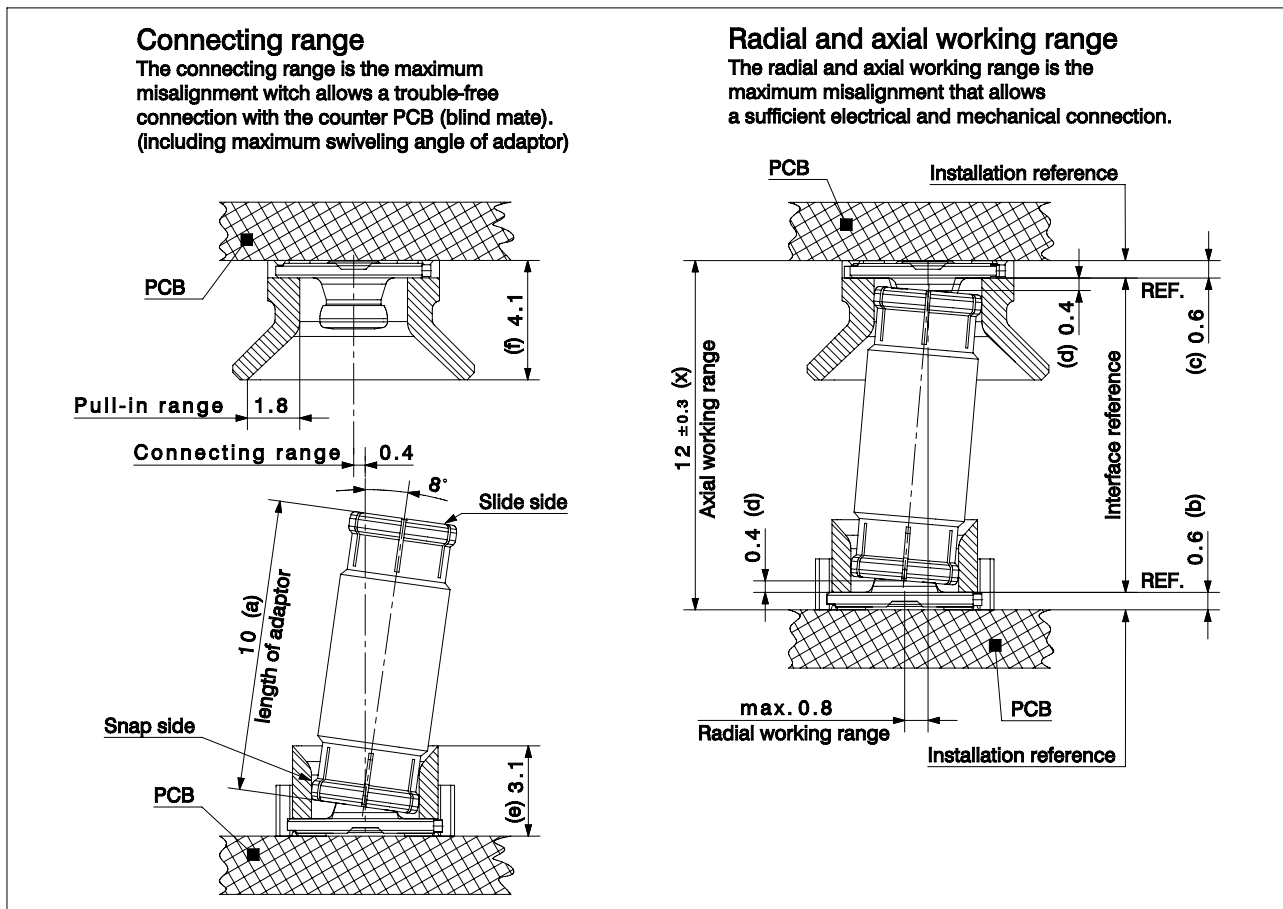 Connecting range
The connecting range is the maximum
misalignment witch allows a trouble-free
connection with the counter PCB (blind mate).
(including maximum swiveling angle of adaptor)
PCB
(f) 4.1
Pull-in range
1.8
Connecting range
0.4
8°
Slide side
10 (a)
length of adaptor
Snap side
PCB
(e) 3.1
Radial and axial working range
The radial and axial working range is the
maximum misalignment that allows
a sufficient electrical and mechanical connection.
PCB
Installation reference
REF.
(d) 0.4
(c) 0.6
12 ±0.3 (x)
Axial working range
Interface reference
0.4 (d)
0.6 (b)
REF.
max. 0.8
Radial working range
PCB
Installation reference